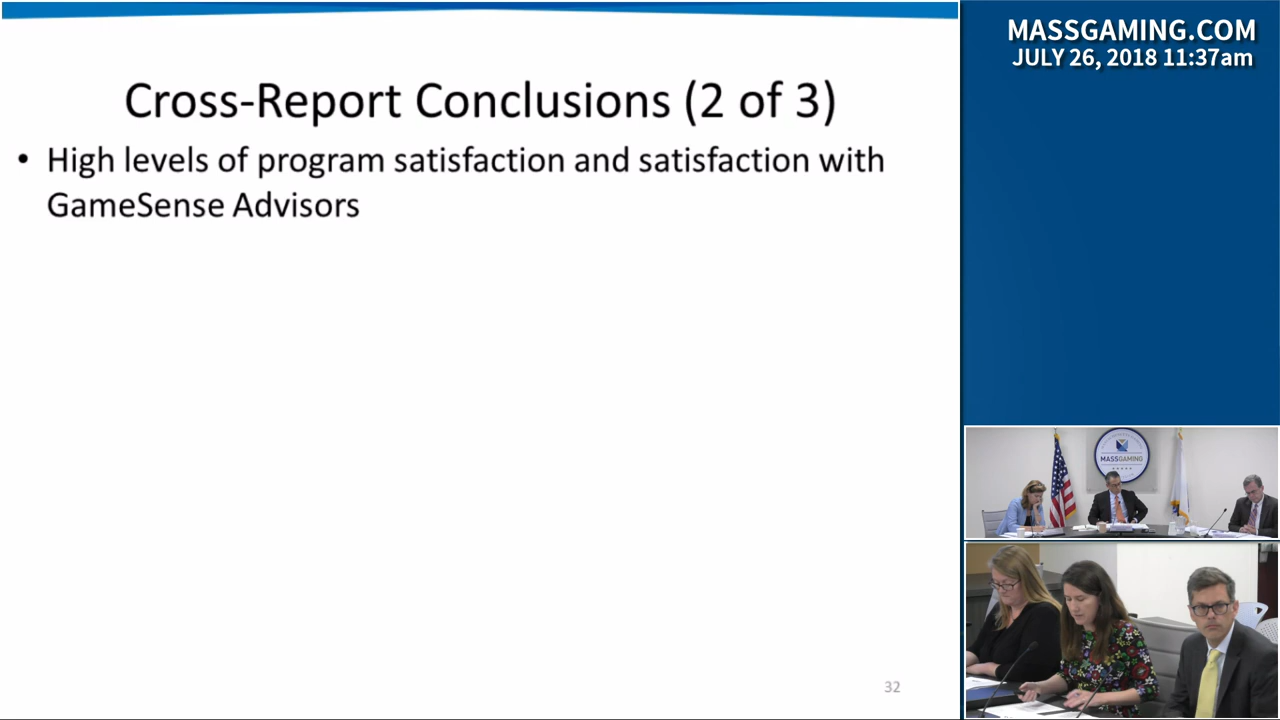 MASSGAMING.COM
JULY 26, 2018 11:37am
Cross-Report Conclusions (2 of 3)
• High levels of program satisfaction and satisfaction with
GameSense Advisors
MASSGAMING
32